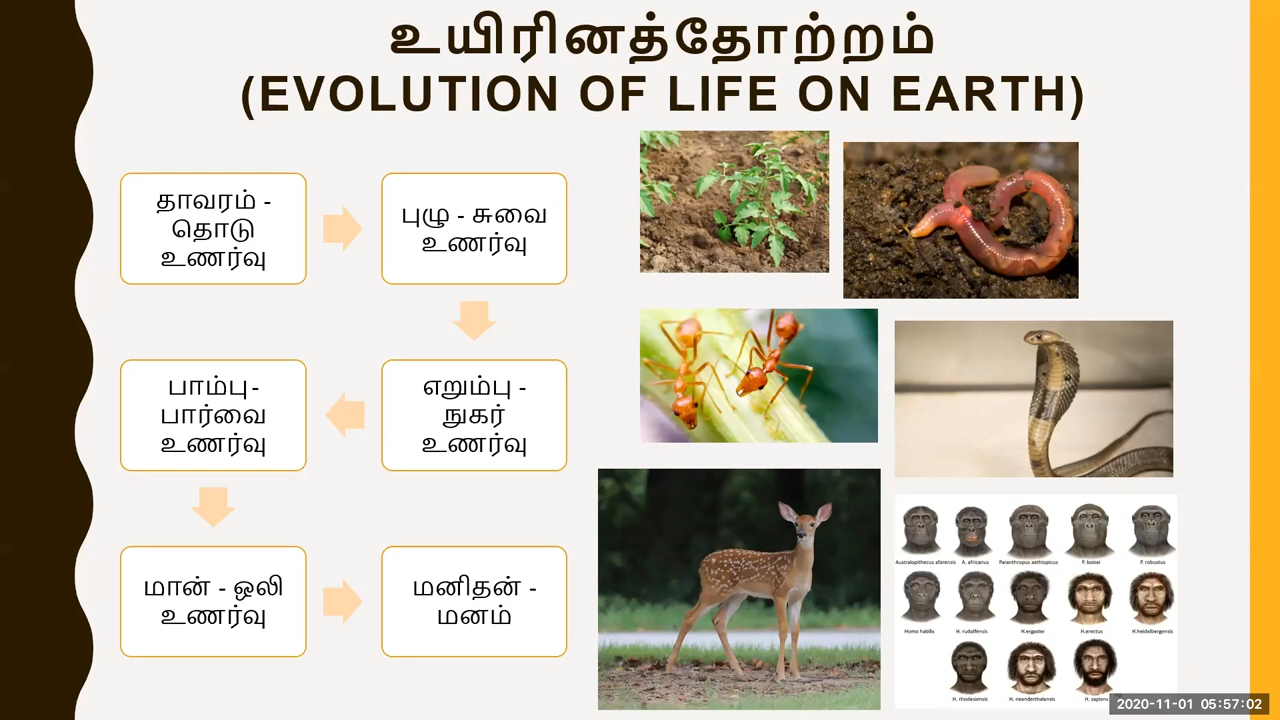 உயிரினத்தோற்றம்
(EVOLUTION OF LIFE ON EARTH)
தாவரம் -
தொடு
உணர்வு
புழு - சுவை
உணர்வு
எறும்பு -
நுகர்
உணர்வு
பாம்பு-
பார்வை
உணர்வு
மான் - ஒலி
உணர்வு
மனிதன் -
மனம்
Australopithecus afarensis A. africanus Paranthropus aethiopicus P. boisei P. robustus
Homo habilis H. rudolfensis H.ergaster H.erectus H.heidelbergensis
H. rhodesiensis H. neanderthalensis H. sapiens
2020-11-01 05:57:02